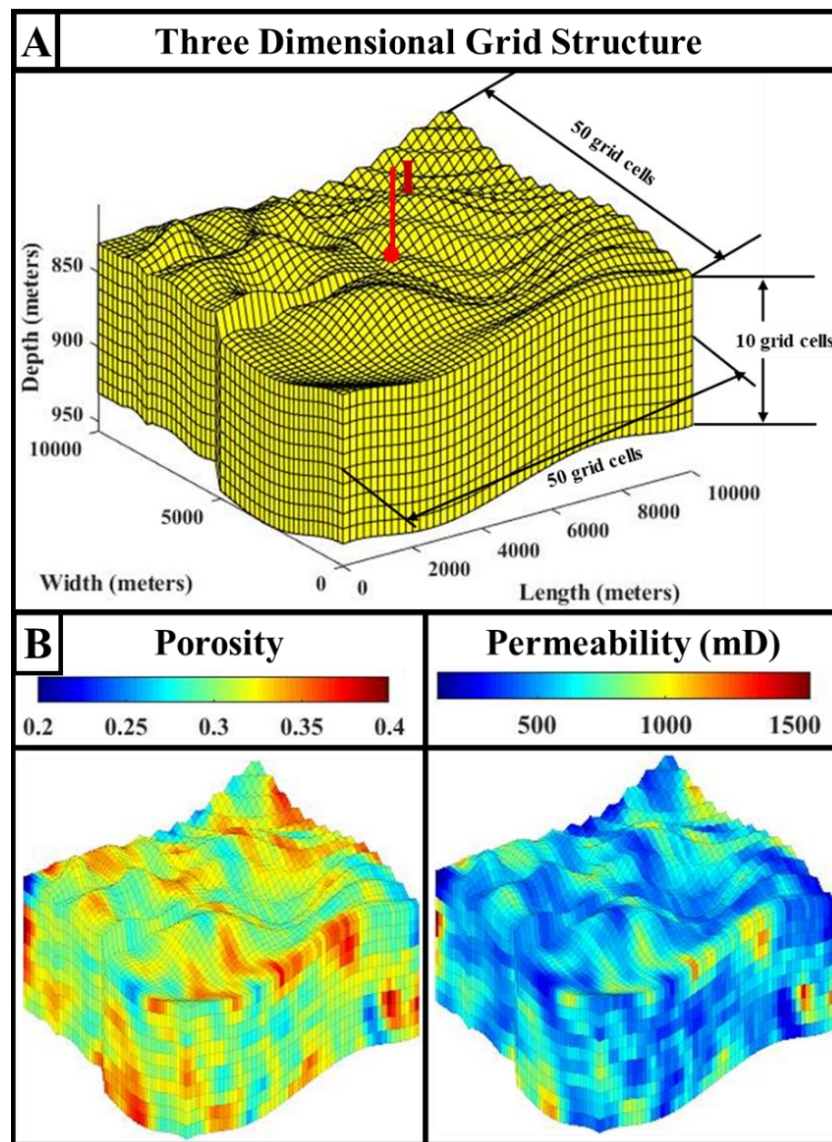 A
Three Dimensional Grid Structure
50 grid cells
I
Depth (meters)
850
900
950
10 grid cells
50 grid cells
10000
5000
0
Width (meters)
0
2000
4000
6000
8000
10000
Length (meters)
B
Porosity
Permeability (mD)
0.2 0.25 0.3 0.35 0.4
500 1000 1500